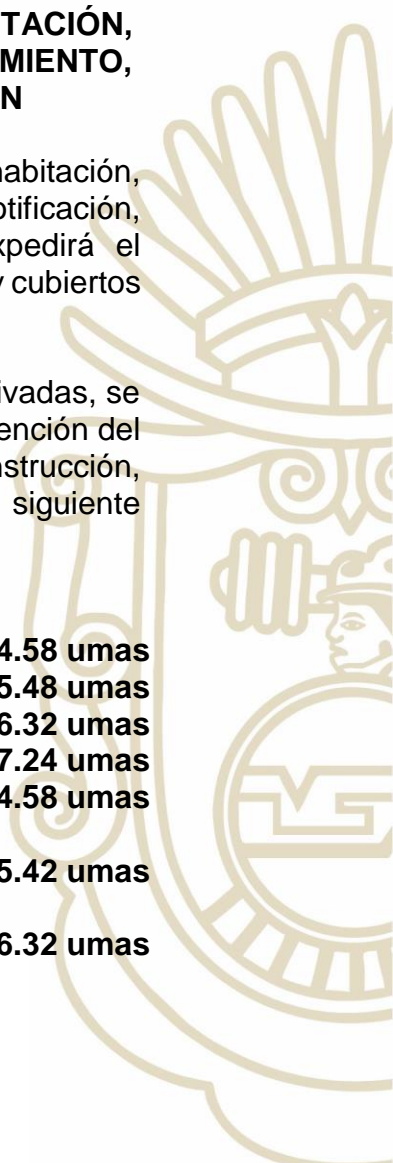 TACIÓN,
MIENTO,
N
habitación,
otificación,
xpedirá el
y cubiertos
ivadas, se
ención del
nstrucción,
siguiente
4.58 umas
5.48 umas
6.32 umas
7.24 umas
4.58 umas
5.42 umas
6.32 umas